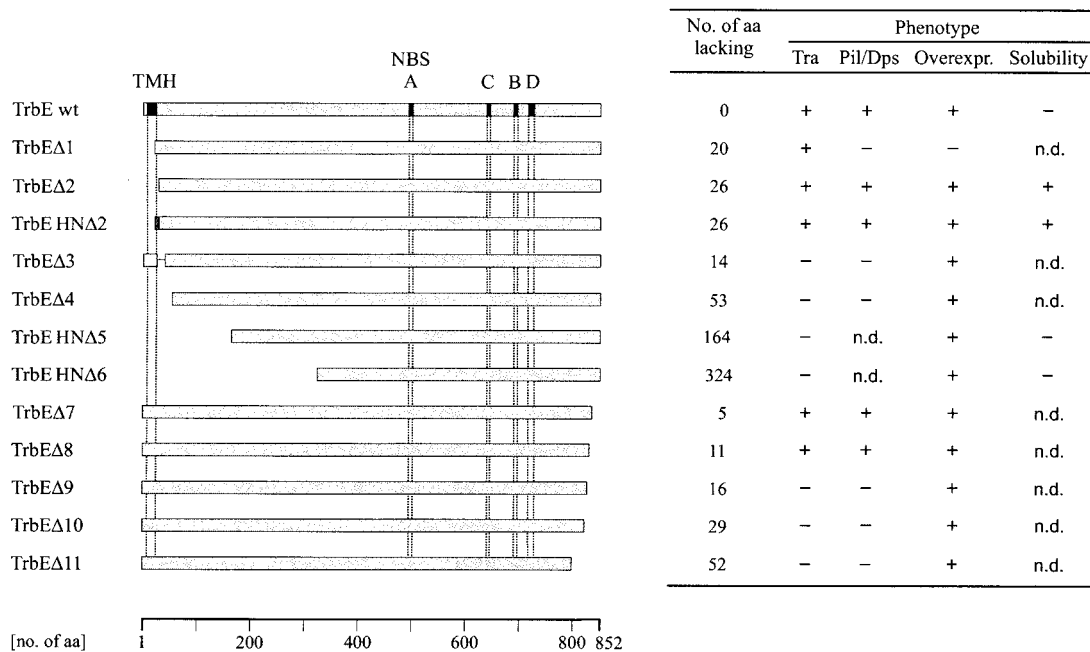 No. of aa lacking Phenotype
Tra Pil/Dps Overexpr. Solubility
NBS
TMH A C B D
TrbE wt 0 + + + –
TrbEΔ1 20 + – – n.d.
TrbEΔ2 26 + + + +
TrbE HNΔ2 26 + + + +
TrbEΔ3 14 – – + n.d.
TrbEΔ4 53 – – + n.d.
TrbE HNΔ5 164 – n.d. + –
TrbE HNΔ6 324 – n.d. + –
TrbEΔ7 5 + + + n.d.
TrbEΔ8 11 + + + n.d.
TrbEΔ9 16 – – + n.d.
TrbEΔ10 29 – – + n.d.
TrbEΔ11 52 – – + n.d.
[no. of aa] 1 200 400 600 800 852